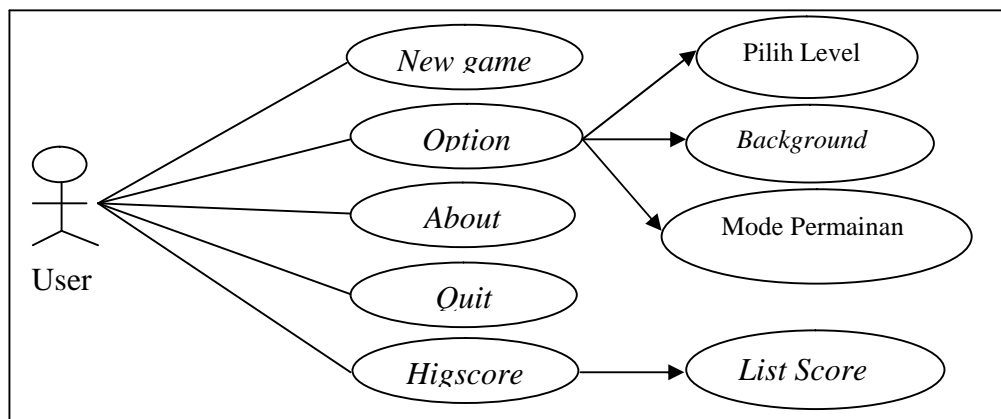 New game
Pilih Level
Option
Background
About
Mode Permainan
User
Quit
Higscore
List Score